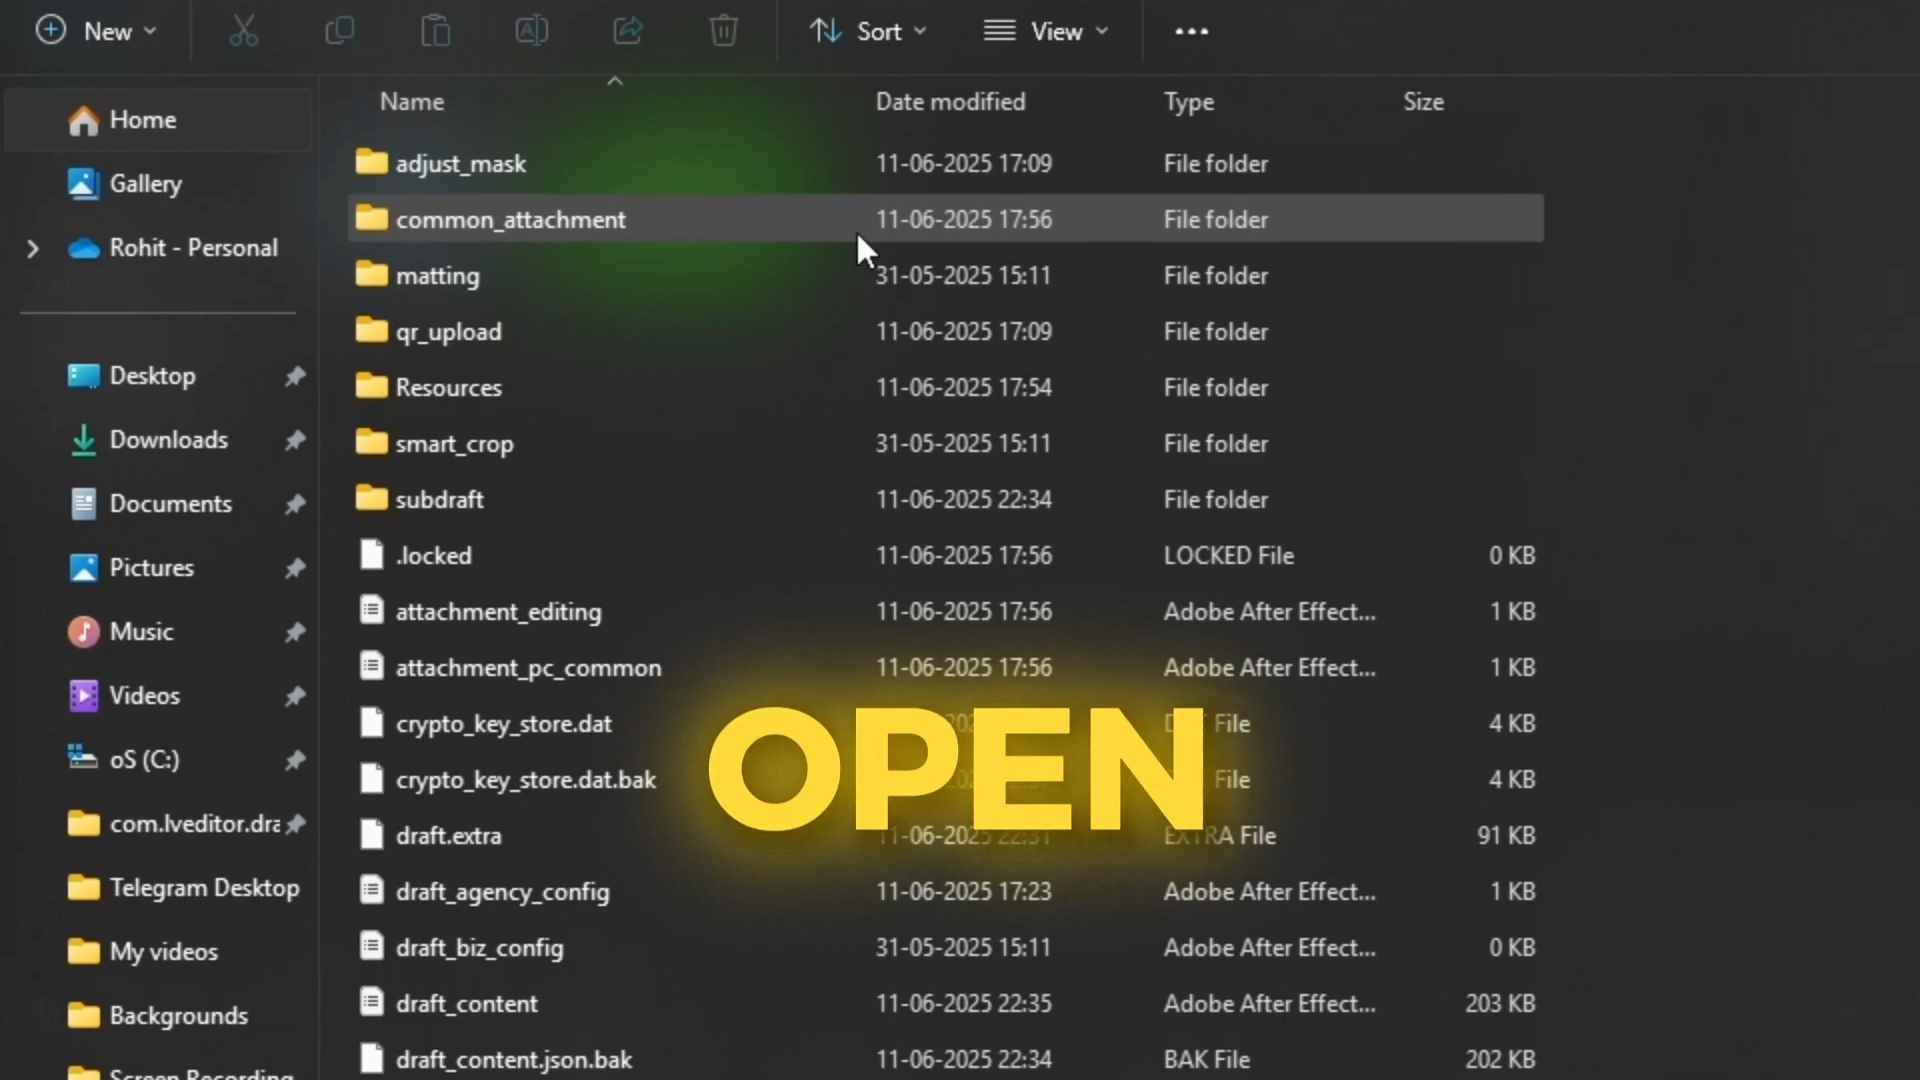 New Sort View
Name Date modified Type Size
Home
Gallery
Rohit - Personal
Desktop
Downloads
Documents
Pictures
Music
Videos
oS (C:)
com.lveditor.dra
Telegram Desktop
My videos
Backgrounds
Screen Recording
adjust_mask 11-06-2025 17:09 File folder
common_attachment 11-06-2025 17:56 File folder
matting 31-05-2025 15:11 File folder
qr_upload 11-06-2025 17:09 File folder
Resources 11-06-2025 17:54 File folder
smart_crop 31-05-2025 15:11 File folder
subdraft 11-06-2025 22:34 File folder
.locked 11-06-2025 17:56 LOCKED File 0 KB
attachment_editing 11-06-2025 17:56 Adobe After Effect... 1 KB
attachment_pc_common 11-06-2025 17:56 Adobe After Effect... 1 KB
crypto_key_store.dat File 4 KB
crypto_key_store.dat.bak File 4 KB
OPEN
draft.extra 11-06-2025 EXTRA File 91 KB
draft_agency_config 11-06-2025 17:23 Adobe After Effect... 1 KB
draft_biz_config 31-05-2025 15:11 Adobe After Effect... 0 KB
draft_content 11-06-2025 22:35 Adobe After Effect... 203 KB
draft_content.json.bak 11-06-2025 22:34 BAK File 202 KB